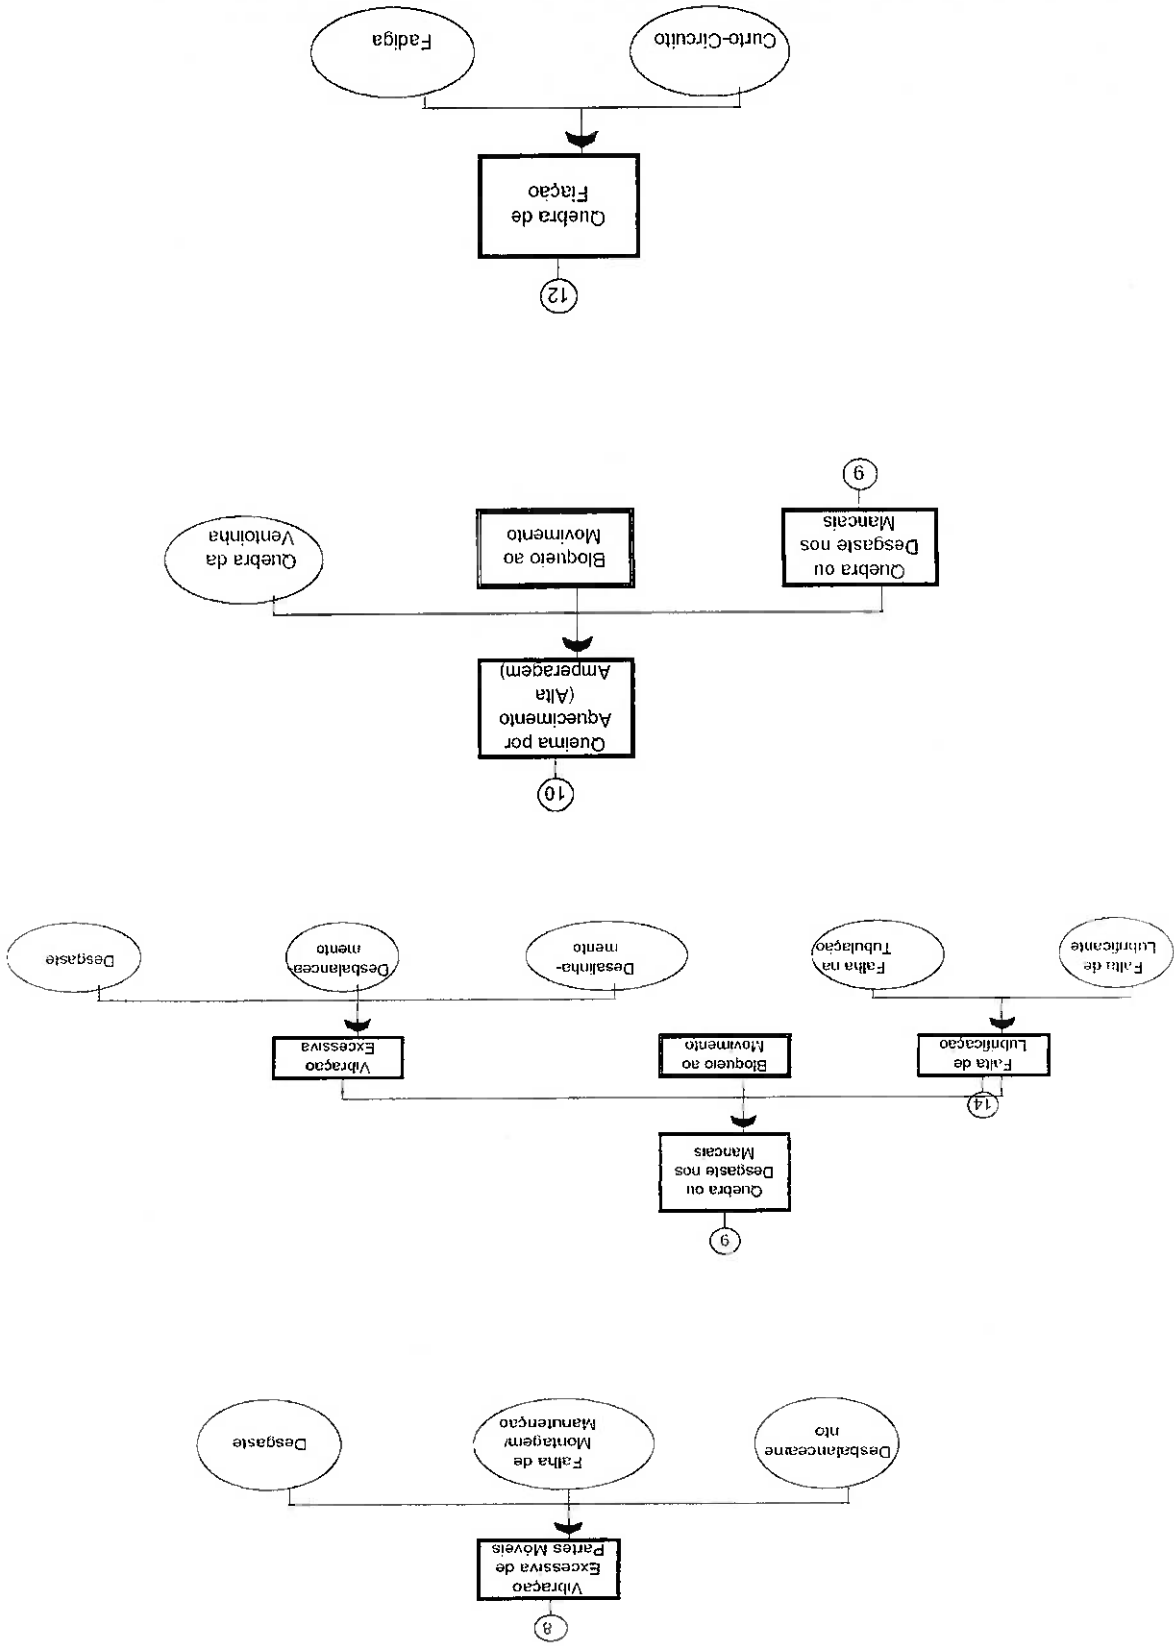 8
Vibração
Excessiva de
Partes Móveis
Desbalanceame
nto
Falha de
Montagem/
Manutenção
Desgaste
9
Quebra ou
Desgaste nos
Mancais
14
Falta de
Lubrificação
Bloqueio ao
Movimento
Vibração
Excessiva
Falta de
Lubrificante
Falha na
Tubulação
Desalinha-
mento
Desbalancea-
mento
Desgaste
10
Queima por
Aquecimento
(Alta
Amperagem)
Quebra ou
Desgaste nos
Mancais
9
Bloqueio ao
Movimento
Quebra da
Ventoinha
12
Quebra de
Fiação
Curto-Circuito
Fadiga